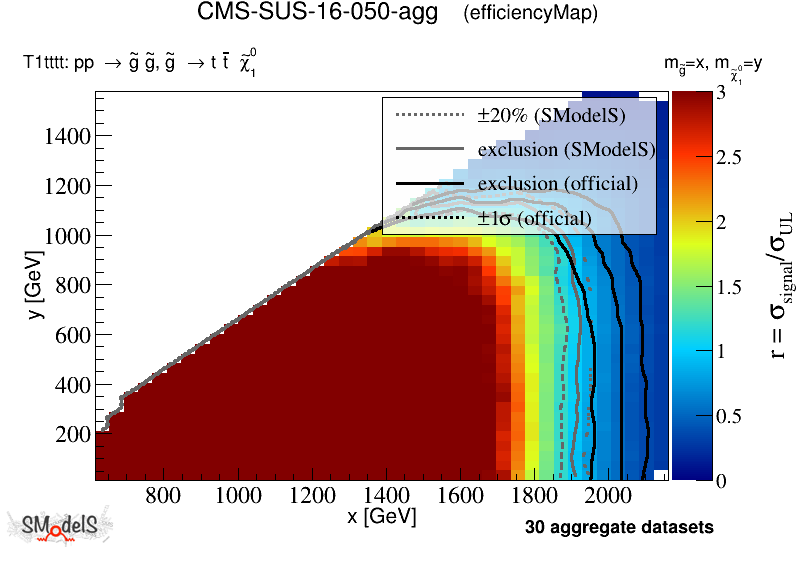 CMS-SUS-16-050-agg (efficiencyMap)
T1tttt: pp → g̃ g̃, g̃ → t t̄ χ̃⁰₁
m_g̃=x, m_χ̃⁰₁=y
±20% (SModelS)
exclusion (SModelS)
exclusion (official)
±1σ (official)
y [GeV]
1400
1200
1000
800
600
400
200
800 1000 1200 1400 1600 1800 2000
x [GeV]
3
2.5
2
1.5
1
0.5
0
r = σ_signal/σ_UL
SModelS
30 aggregate datasets